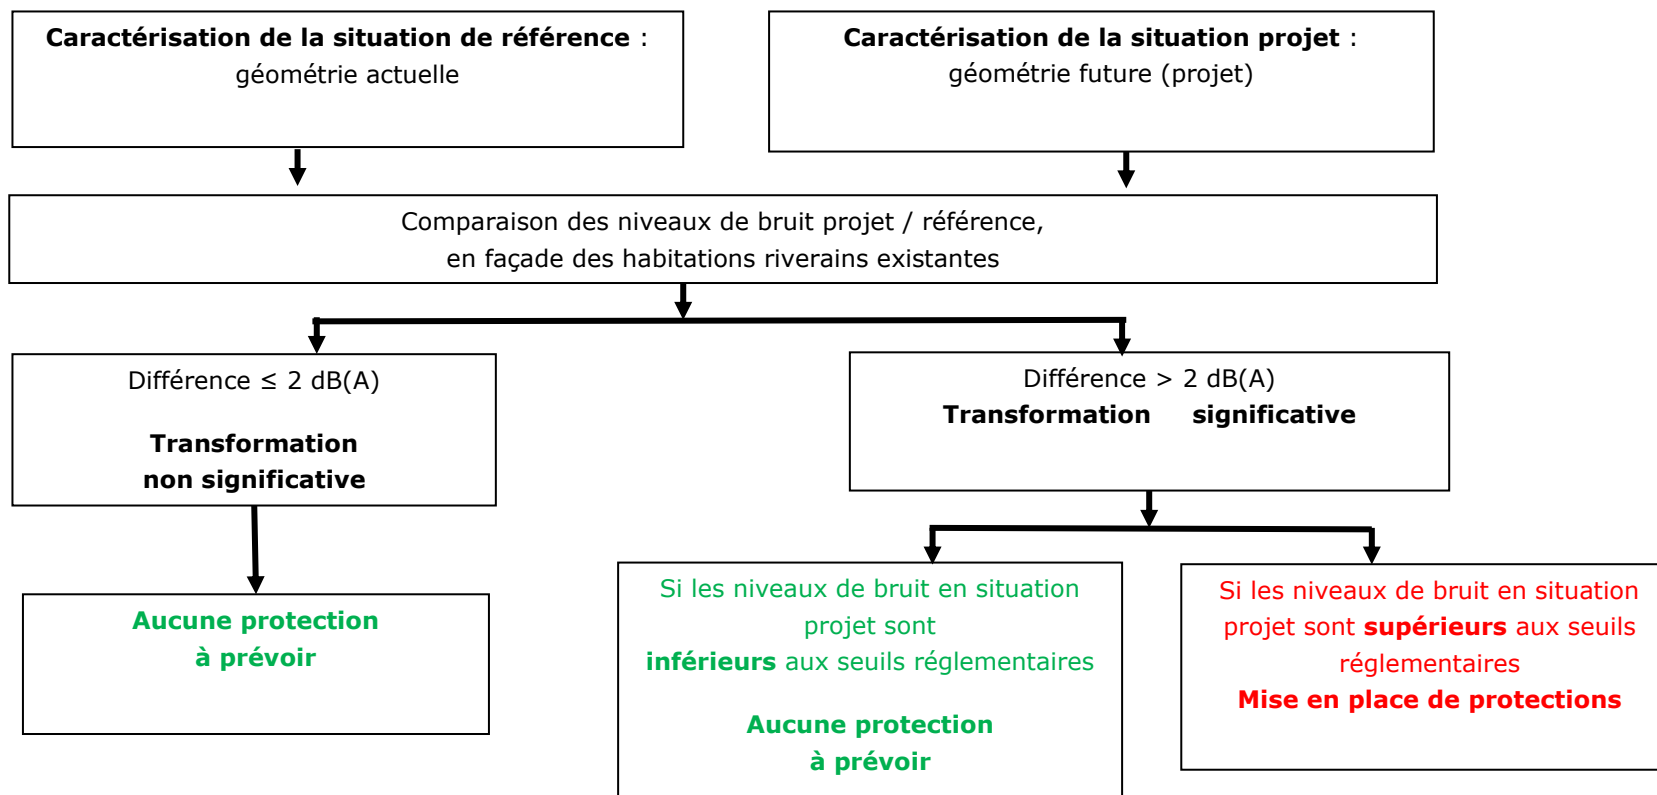 Caractérisation de la situation de référence :
géométrie actuelle
Caractérisation de la situation projet :
géométrie future (projet)
Comparaison des niveaux de bruit projet / référence,
en façade des habitations riverains existantes
Différence ≤ 2 dB(A)
Transformation
non significative
Différence > 2 dB(A)
Transformation significative
Aucune protection
à prévoir
Si les niveaux de bruit en situation
projet sont
inférieurs aux seuils réglementaires
Aucune protection
à prévoir
Si les niveaux de bruit en situation
projet sont supérieurs aux seuils
réglementaires
Mise en place de protections